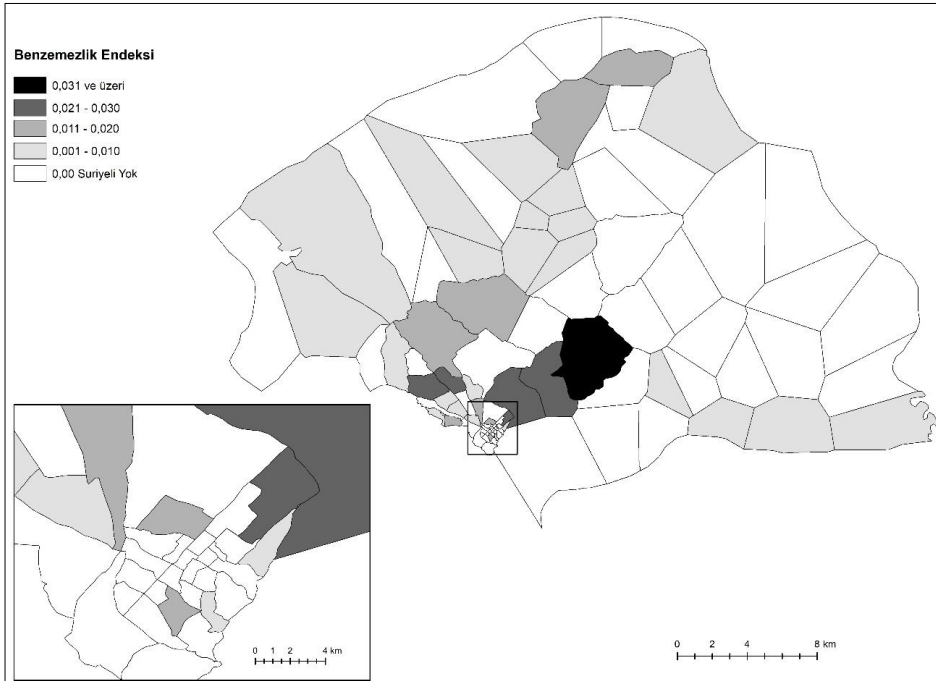 Benzemezlik Endeksi
0,031 ve üzeri
0,021 - 0,030
0,011 - 0,020
0,001 - 0,010
0,00 Suriyeli Yok
0 1 2 4 km
0 2 4 8 km